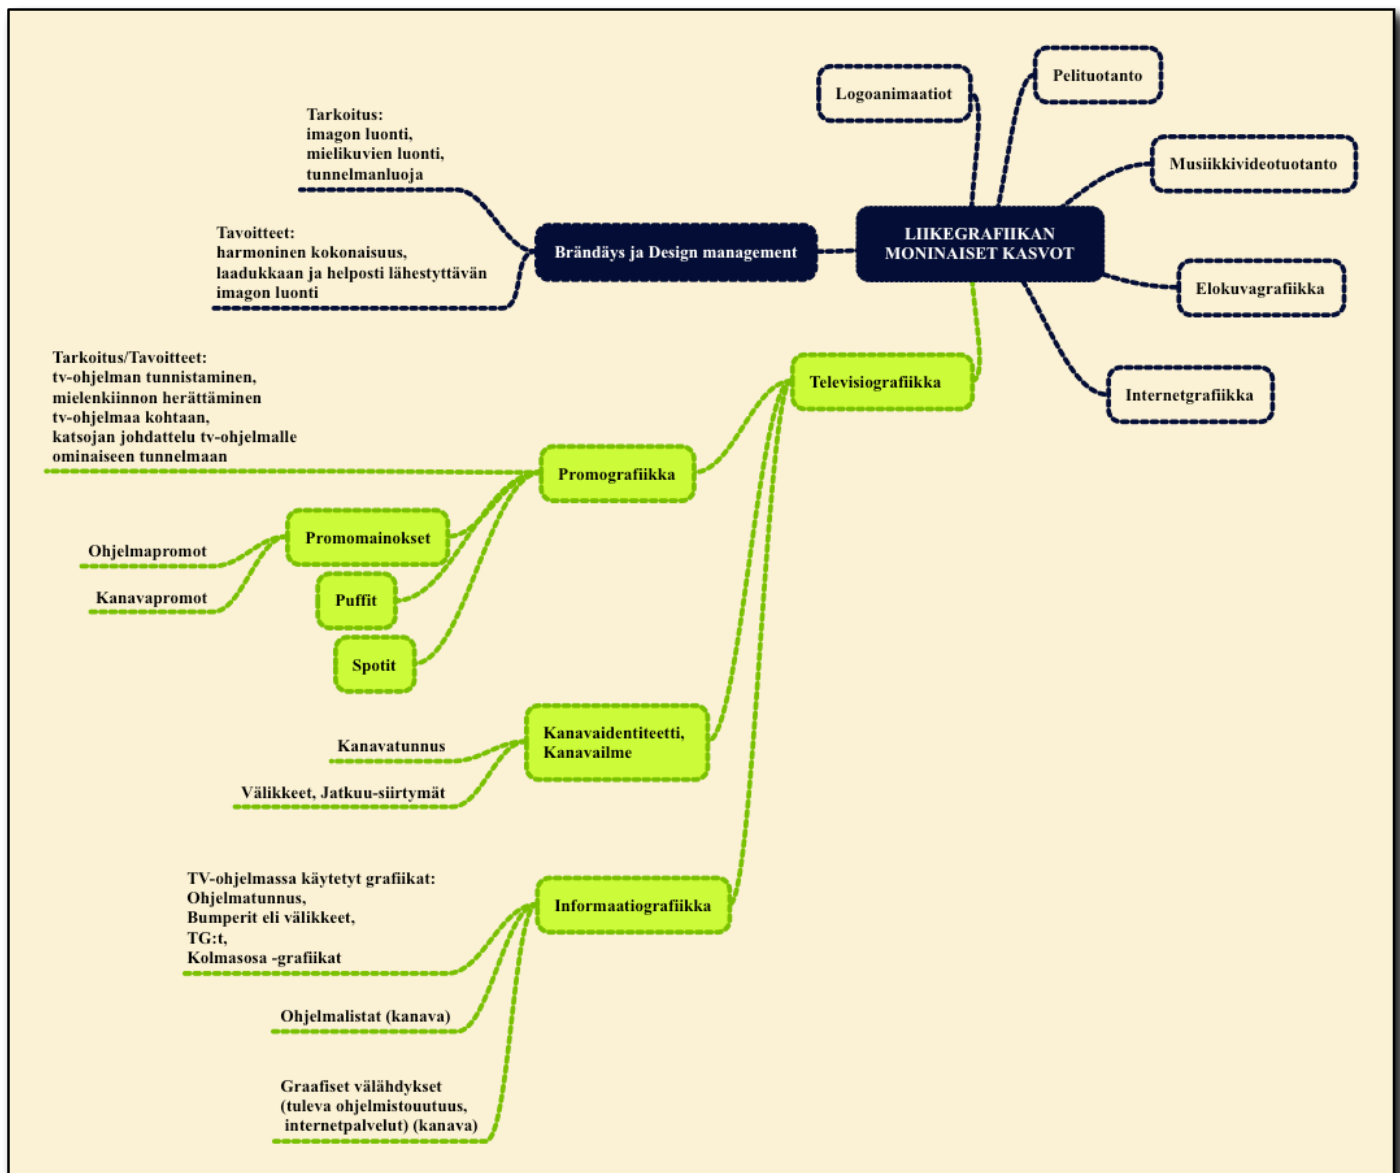 LIIKEGRAFIIKAN
MONINAISET KASVOT
Logoanimaatiot
Pelituotanto
Musiikkivideotuotanto
Elokuvagrafiikka
Internetgrafiikka
Brändäys ja Design management
Tarkoitus:
imagon luonti,
mielikuvien luonti,
tunnelmanluoja
Tavoitteet:
harmoninen kokonaisuus,
laadukkaan ja helposti lähestyttävän
imagon luonti
Televisiografiikka
Promografiikka
Tarkoitus/Tavoitteet:
tv-ohjelman tunnistaminen,
mielenkiinnon herättäminen
tv-ohjelmaa kohtaan,
katsojan johdattelu tv-ohjelmalle
ominaiseen tunnelmaan
Promomainokset
Ohjelmapromot
Kanavapromot
Puffit
Spotit
Kanavaidentiteetti,
Kanavailme
Kanavatunnus
Välikkeet, Jatkuu-siirtymät
Informaatiografiikka
TV-ohjelmassa käytetyt grafiikat:
Ohjelmatunnus,
Bumperit eli välikkeet,
TG:t,
Kolmasosa -grafiikat
Ohjelmalistat (kanava)
Graafiset välähdykset
(tuleva ohjelmistouutuus,
internetpalvelut) (kanava)